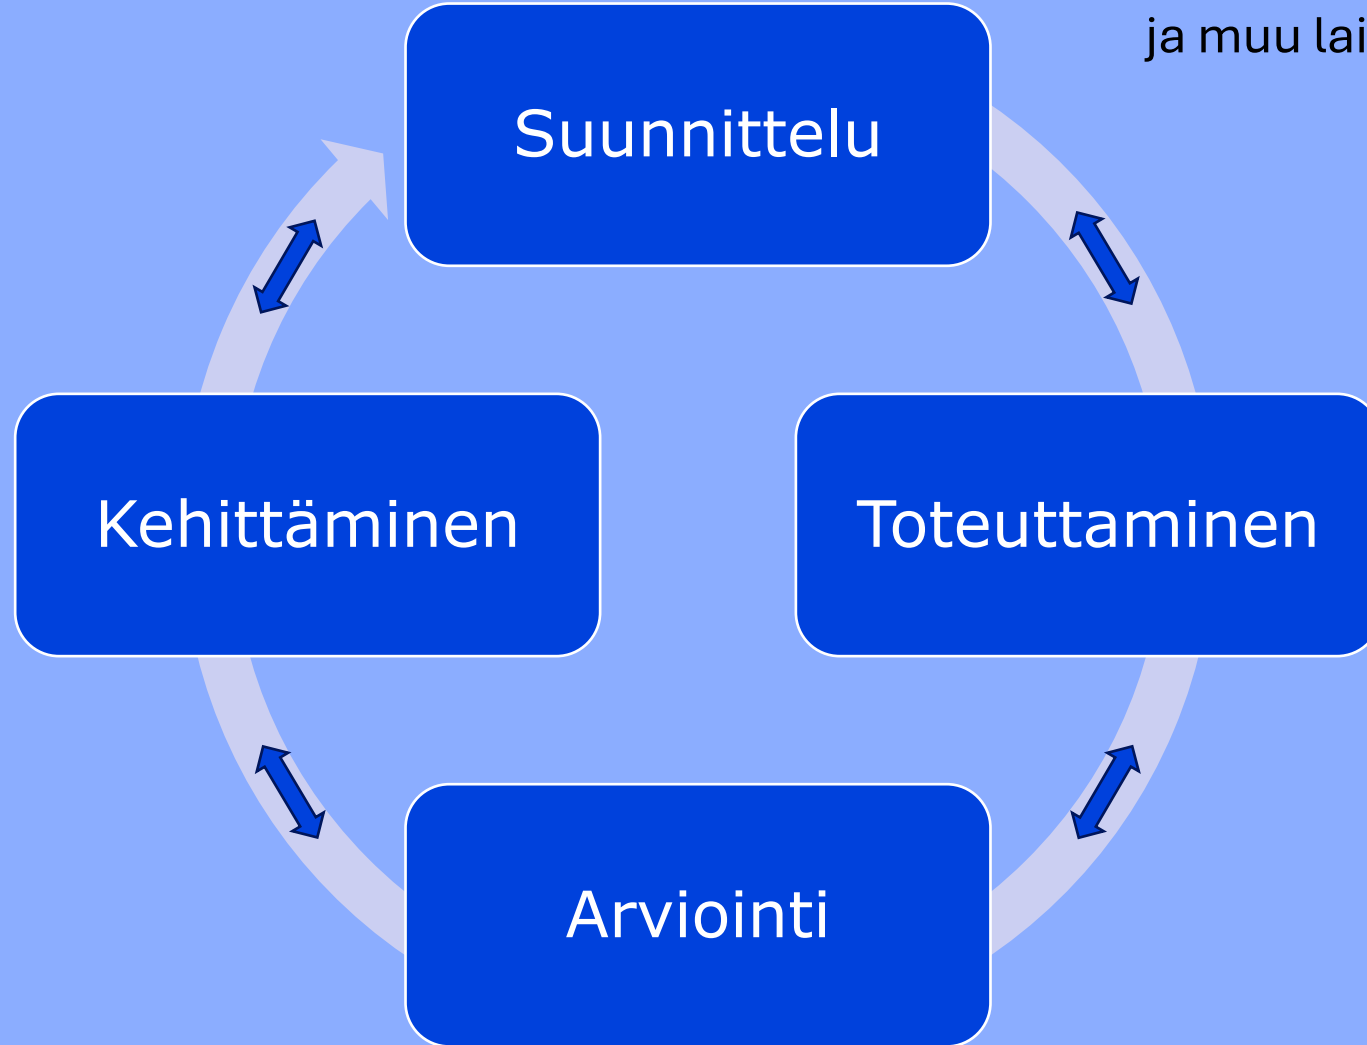 ja muu lai
Suunnittelu
Kehittäminen
Toteuttaminen
Arviointi